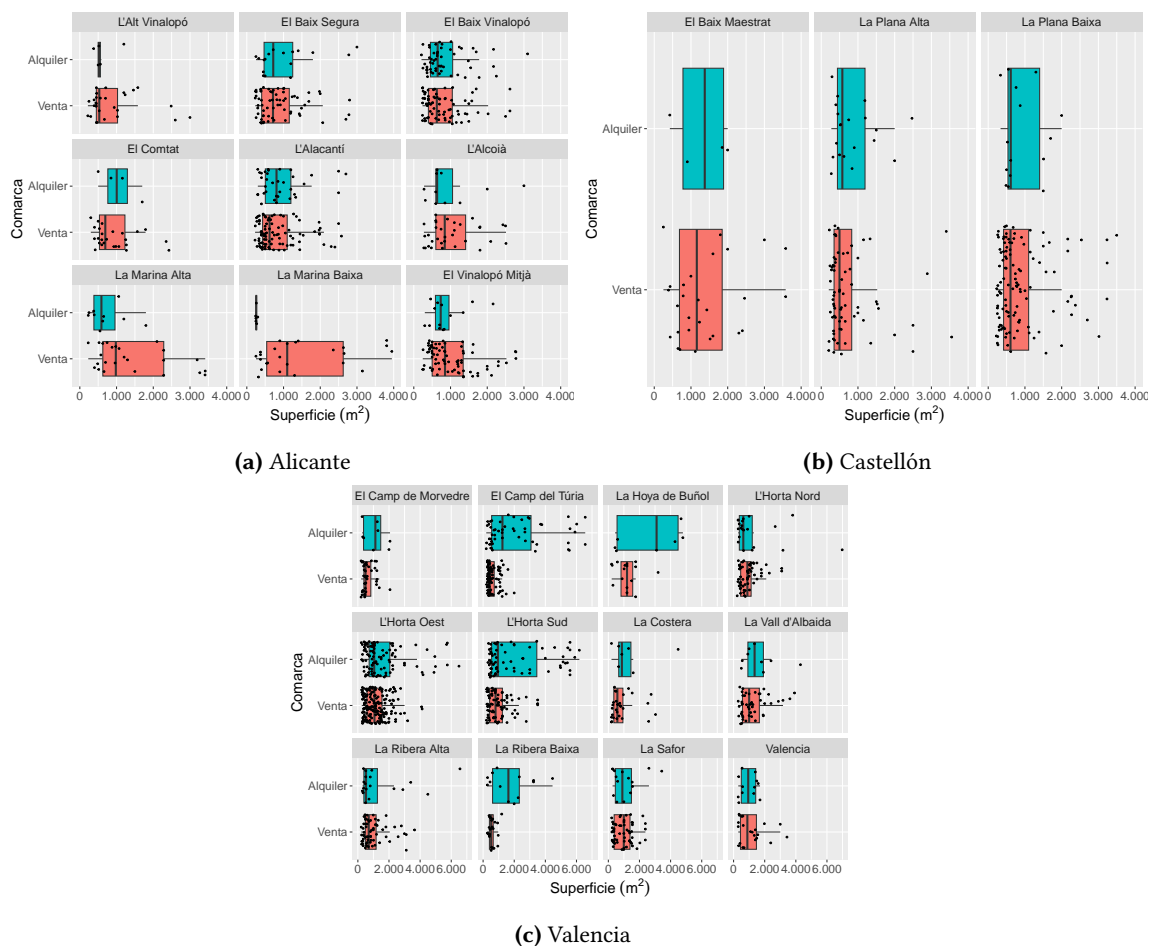 L'Alt Vinalopó El Baix Segura El Baix Vinalopó
Alquiler
Venta
El Comtat L'Alacantí L'Alcoià
Alquiler
Venta
La Marina Alta La Marina Baixa El Vinalopó Mitjà
Alquiler
Venta
Comarca
0 1.000 2.000 3.000 4.000 0 1.000 2.000 3.000 4.000 0 1.000 2.000 3.000 4.000
Superficie (m²)
(a) Alicante
El Baix Maestrat La Plana Alta La Plana Baixa
Alquiler
Venta
Comarca
0 1.000 2.000 3.000 4.000 0 1.000 2.000 3.000 4.000 0 1.000 2.000 3.000 4.000
Superficie (m²)
(b) Castellón
El Camp de Morvedre El Camp del Túria La Hoya de Buñol L'Horta Nord
Alquiler
Venta
L'Horta Oest L'Horta Sud La Costera La Vall d'Albaida
Alquiler
Venta
La Ribera Alta La Ribera Baixa La Safor Valencia
Alquiler
Venta
Comarca
0 2.000 4.000 6.000 0 2.000 4.000 6.000 0 2.000 4.000 6.000 0 2.000 4.000 6.000
Superficie (m²)
(c) Valencia